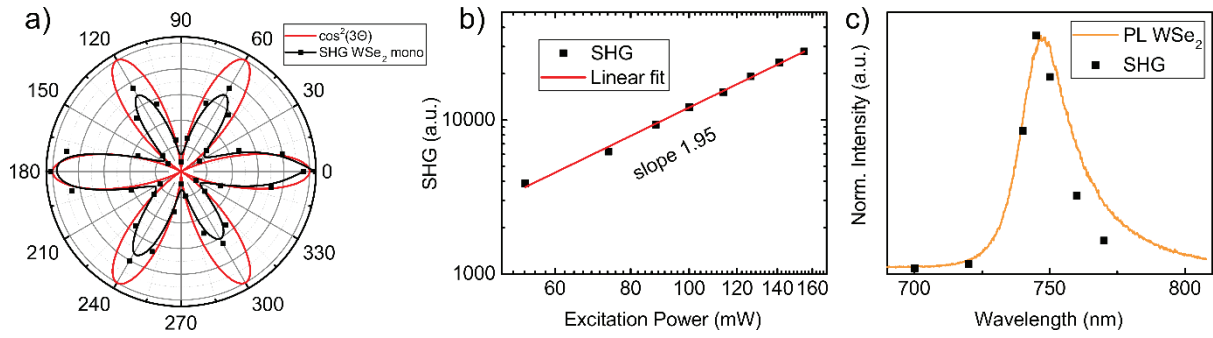 a)
90
120
60
150
30
180
0
210
330
240
300
270
cos²(3Θ)
SHG WSe₂ mono
b)
SHG (a.u.)
10000
1000
SHG
Linear fit
slope 1.95
60
80
100
120
140
160
Excitation Power (mW)
c)
Norm. Intensity (a.u.)
PL WSe₂
SHG
700
750
800
Wavelength (nm)